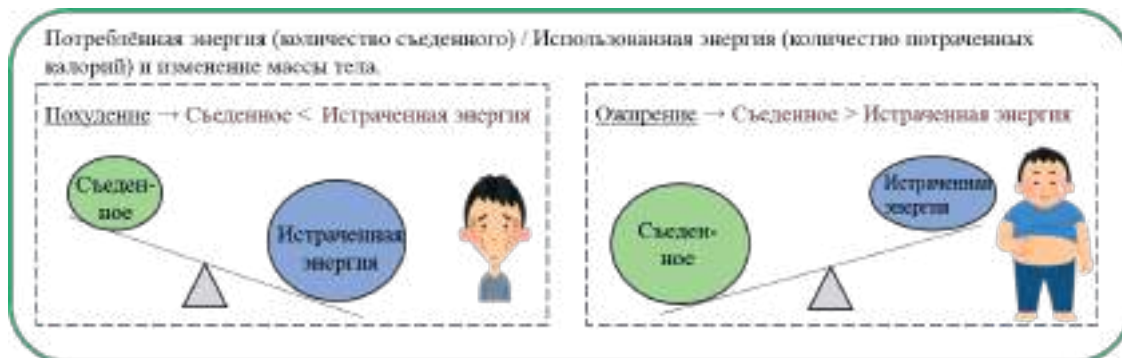 Потреблённая энергия (количество съеденного) / Использованная энергия (количество потраченных
калорий) и изменение массы тела.
Похудение → Съеденное < Истраченная энергия
Съеден-
ное
Истраченная
энергия
Ожирение → Съеденное > Истраченная энергия
Съеден-
ное
Истраченная
энергия